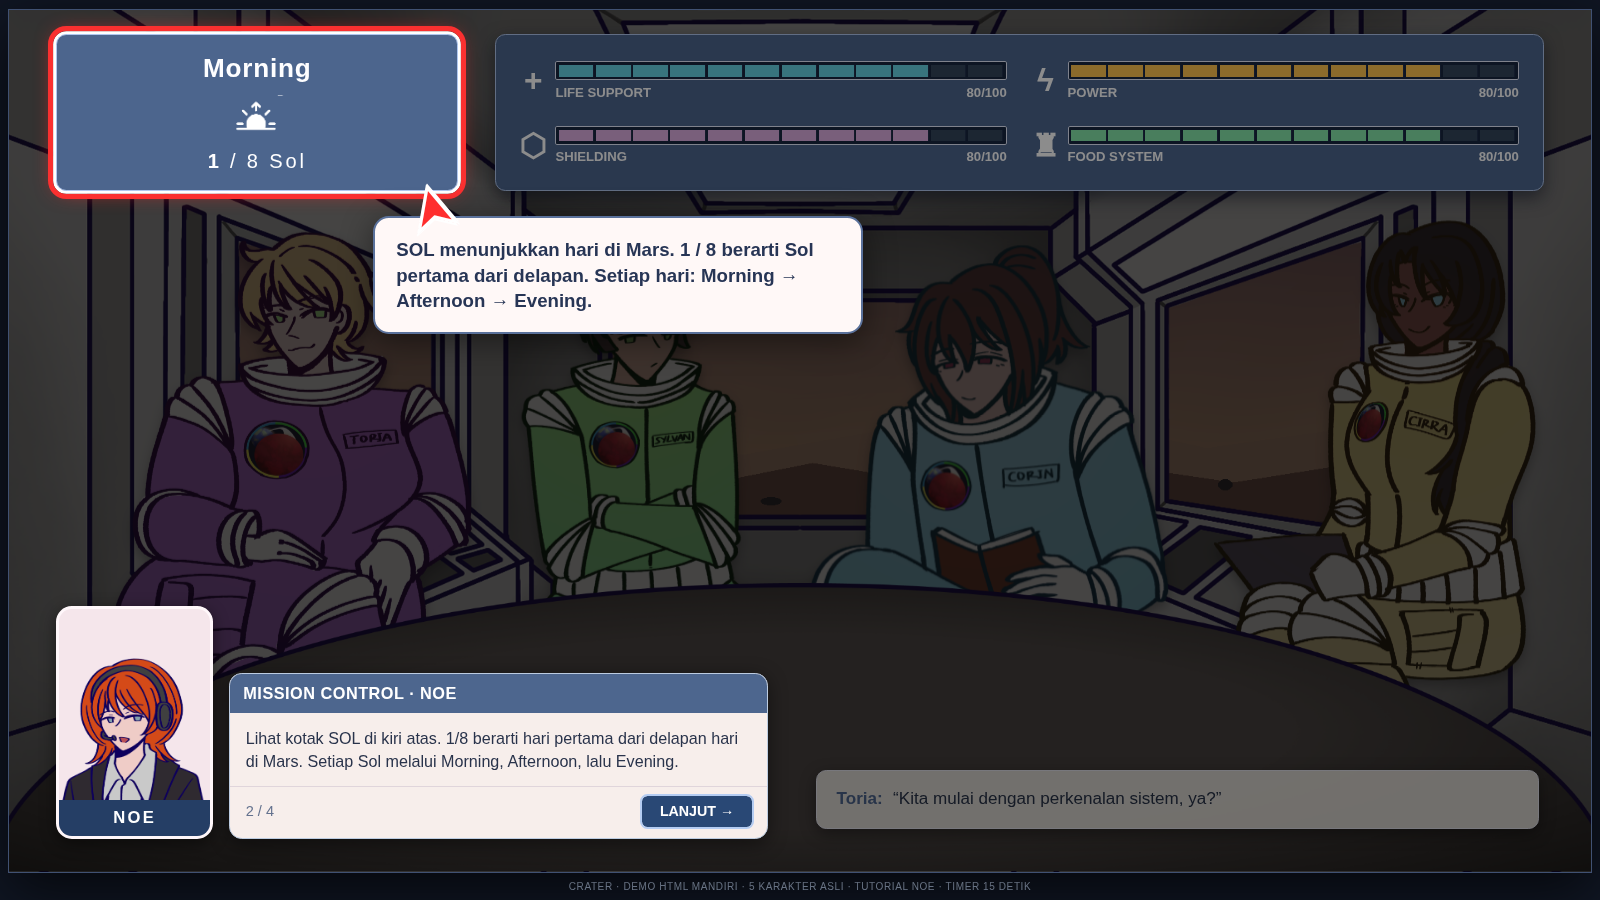 Morning
1 / 8 Sol
LIFE SUPPORT 80/100
POWER 80/100
SHIELDING 80/100
FOOD SYSTEM 80/100
SOL menunjukkan hari di Mars. 1 / 8 berarti Sol
pertama dari delapan. Setiap hari: Morning →
Afternoon → Evening.
TORIA
SYLVAN
CORIN
CIRRA
NOE
MISSION CONTROL · NOE
Lihat kotak SOL di kiri atas. 1/8 berarti hari pertama dari delapan hari
di Mars. Setiap Sol melalui Morning, Afternoon, lalu Evening.
2 / 4
LANJUT →
Toria: “Kita mulai dengan perkenalan sistem, ya?”
CRATER · DEMO HTML MANDIRI · 5 KARAKTER ASLI · TUTORIAL NOE · TIMER 15 DETIK